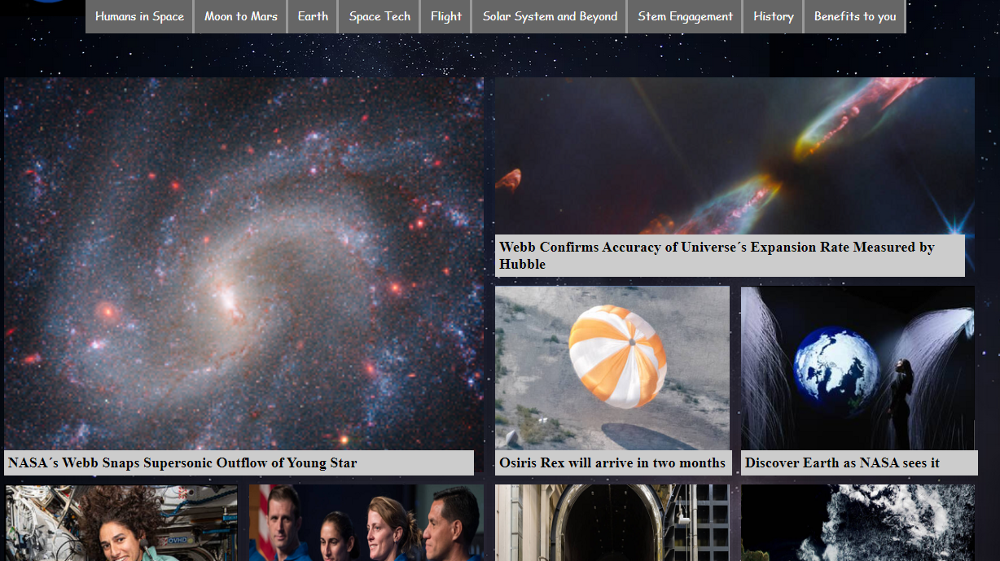 Humans in Space
Moon to Mars
Earth
Space Tech
Flight
Solar System and Beyond
Stem Engagement
History
Benefits to you
Webb Confirms Accuracy of Universe´s Expansion Rate Measured by
Hubble
NASA´s Webb Snaps Supersonic Outflow of Young Star
Osiris Rex will arrive in two months
Discover Earth as NASA sees it
OVHD